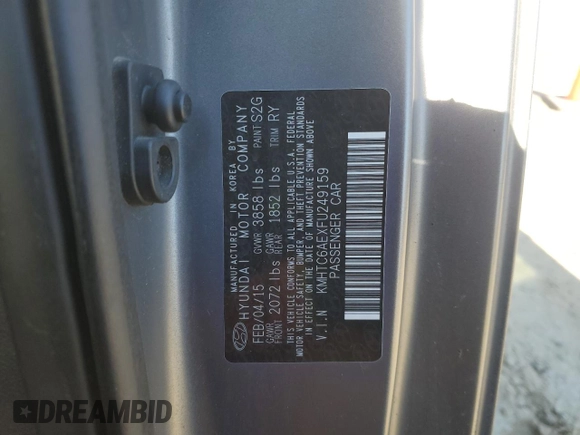 MANUFACTURED IN KOREA BY
HYUNDAI MOTOR COMPANY
FEB/04/15 GVWR 3858 lbs PAINT S2G
GAWR FRONT 2072 lbs GAWR REAR 1852 lbs TRIM RY
THIS VEHICLE CONFORMS TO ALL APPLICABLE U.S.A. FEDERAL
MOTOR VEHICLE SAFETY, BUMPER, AND THEFT PREVENTION STANDARDS
IN EFFECT ON THE DATE OF MANUFACTURE SHOWN ABOVE
V.I.N KMHTC6AEXFU249159
PASSENGER CAR
DREAMBID